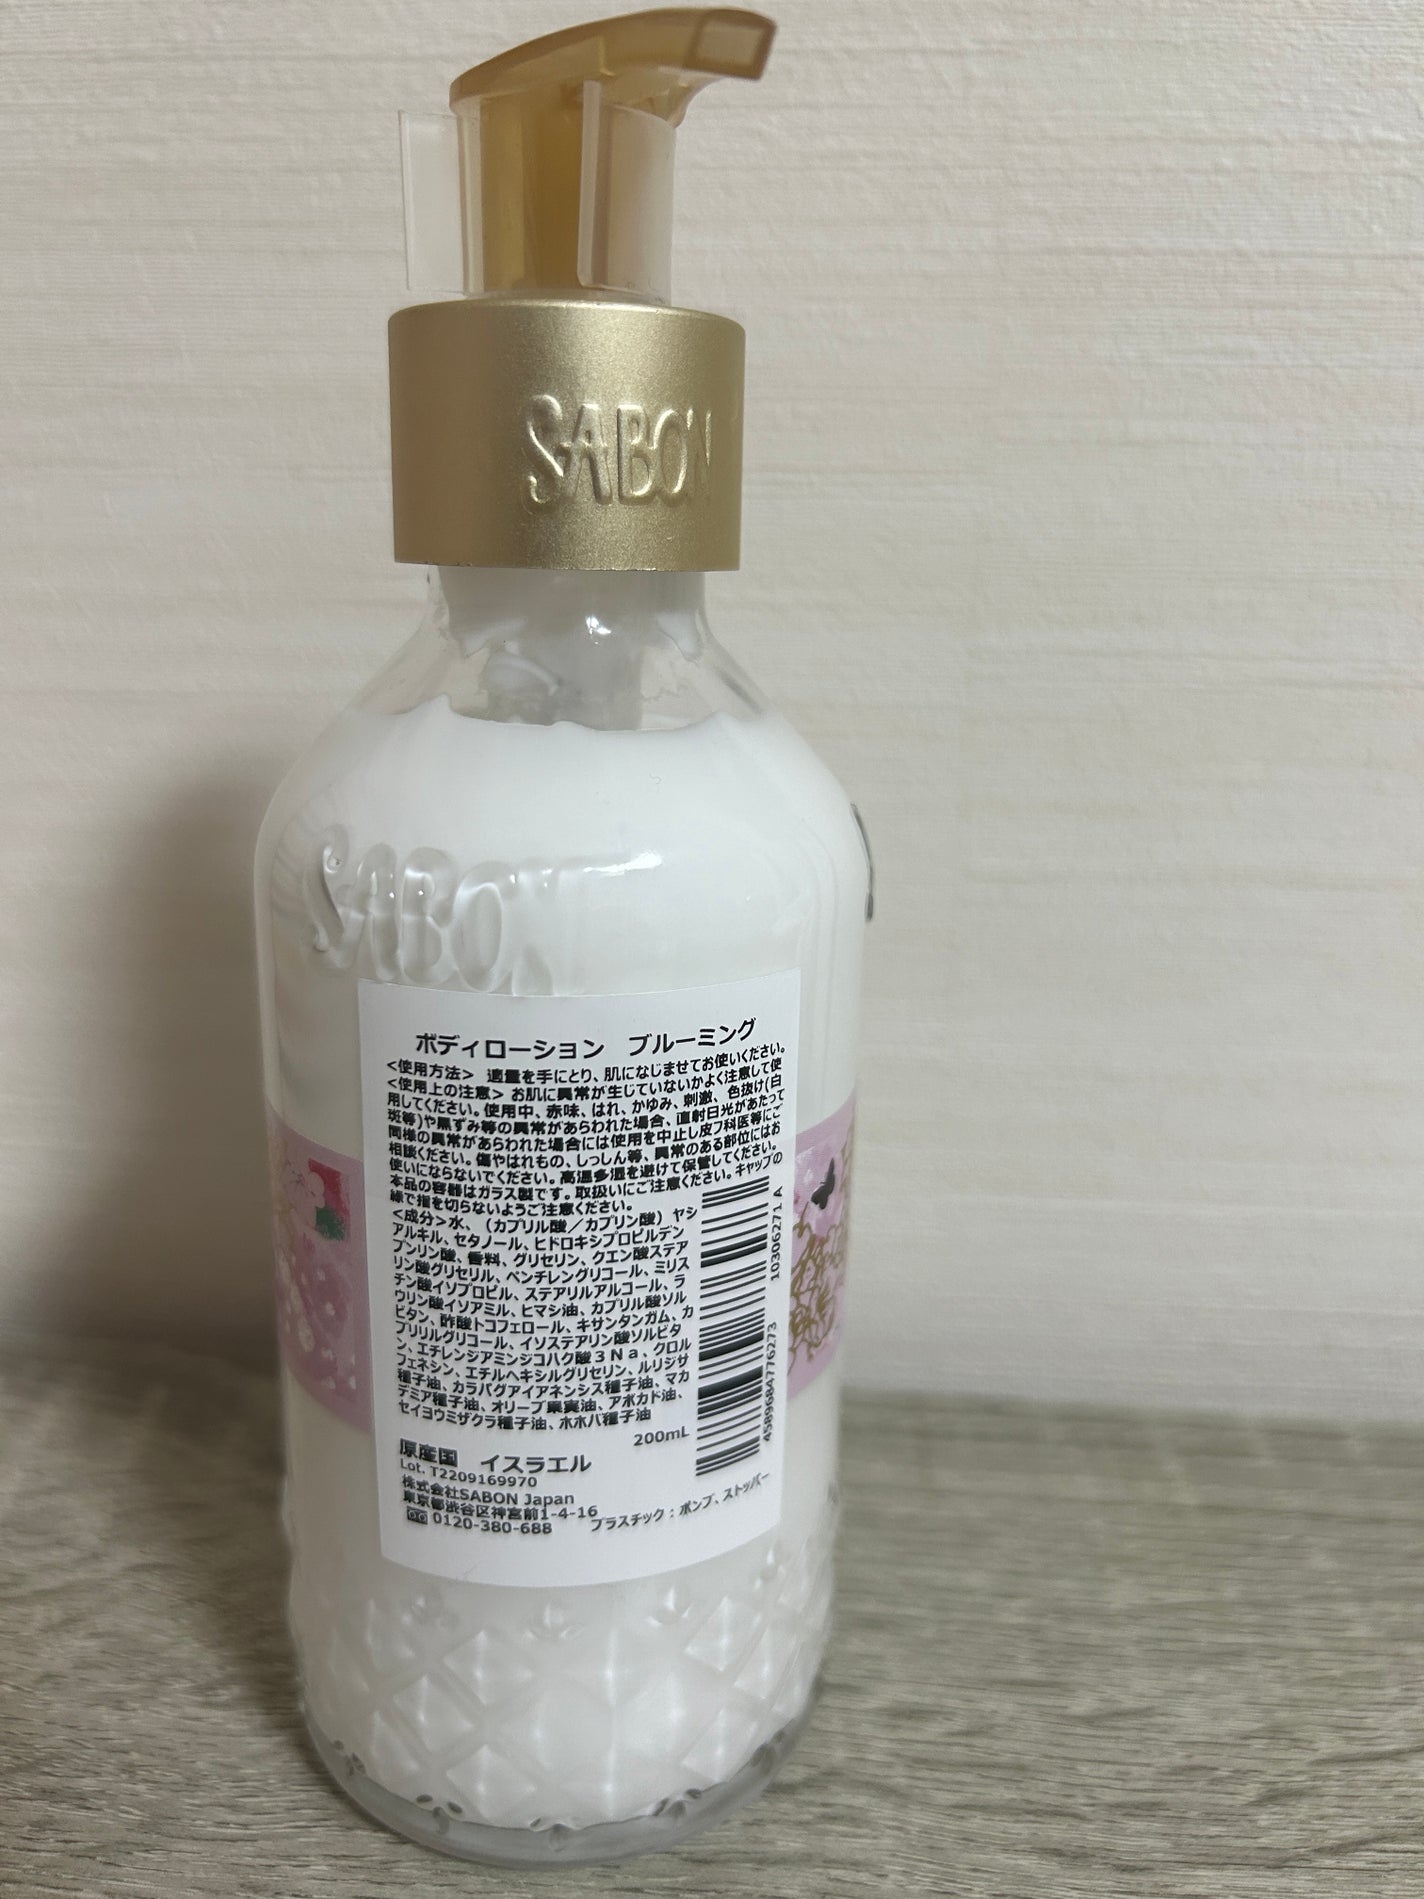 SABON
SABON
ボディローション　ブルーミング
<使用方法> 適量を手にとり、肌になじませてお使いください。
<使用上の注意> お肌に異常が生じていないかよく注意して使
用してください。使用中、赤味、はれ、かゆみ、刺激、色抜け(白
斑等)や黒ずみ等の異常があらわれた場合、直射日光があたって
同様の異常があらわれた場合には使用を中止し皮フ科医等にご
相談ください。傷やはれもの、しっしん等、異常のある部位にはお
使いにならないでください。高温多湿を避けて保管してください。
本品の容器はガラス製です。取扱いにご注意ください。キャップの
縁で指を切らないようご注意ください。
<成分>水、(カプリル酸／カプリン酸) ヤシ
アルキル、セタノール、ヒドロキシプロピルデン
プンリン酸、香料、グリセリン、クエン酸ステア
リン酸グリセリル、ペンチレングリコール、ミリス
チン酸イソプロピル、ステアリルアルコール、ラ
ウリン酸イソアミル、ヒマシ油、カプリル酸ソル
ビタン、酢酸トコフェロール、キサンタンガム、カ
プリリルグリコール、イソステアリン酸ソルビタ
ン、エチレンジアミンジコハク酸３Ｎａ、クロル
フェネシン、エチルヘキシルグリセリン、ルリジサ
種子油、カラパグアイアネンシス種子油、マカ
デミア種子油、オリーブ果実油、アボカド油、
セイヨウミザクラ種子油、ホホバ種子油
200mL
10306271 A
4589684776273
原産国　イスラエル
Lot. T2209169970
株式会社SABON Japan
東京都渋谷区神宮前1-4-16
0120-380-688
プラスチック：ポンプ、ストッパー